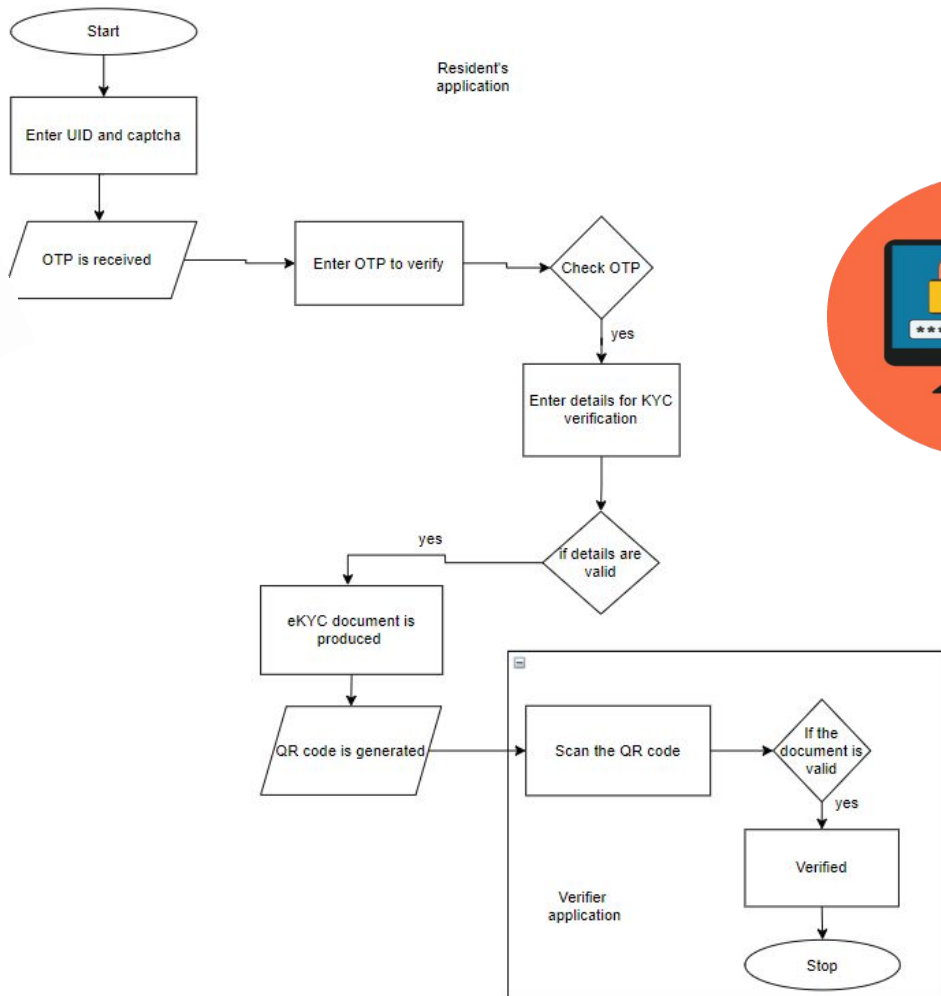 Start
Resident's
application
Enter UID and captcha
OTP is received
Enter OTP to verify
Check OTP
yes
Enter details for KYC
verification
if details are
valid
yes
eKYC document is
produced
QR code is generated
Scan the QR code
If the
document is
valid
yes
Verified
Verifier
application
Stop